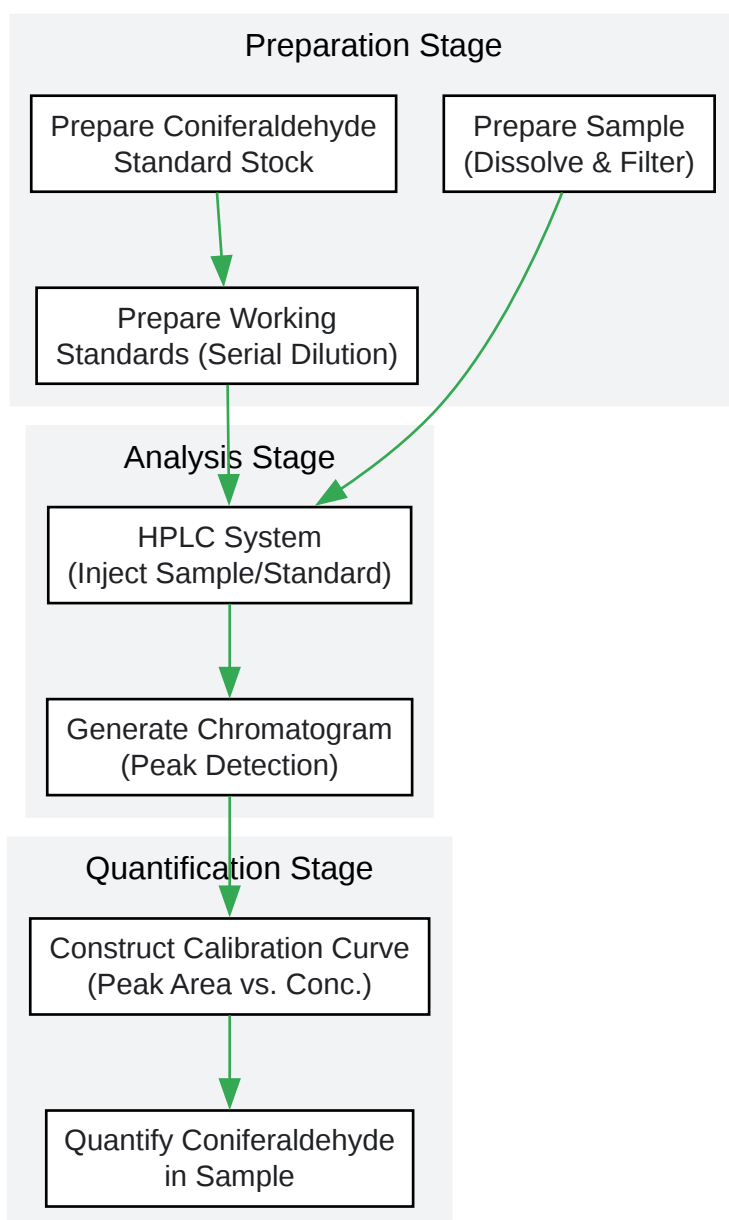 Preparation Stage
Prepare Coniferaldehyde
Standard Stock
Prepare Sample
(Dissolve & Filter)
Prepare Working
Standards (Serial Dilution)
Analysis Stage
HPLC System
(Inject Sample/Standard)
Generate Chromatogram
(Peak Detection)
Quantification Stage
Construct Calibration Curve
(Peak Area vs. Conc.)
Quantify Coniferaldehyde
in Sample